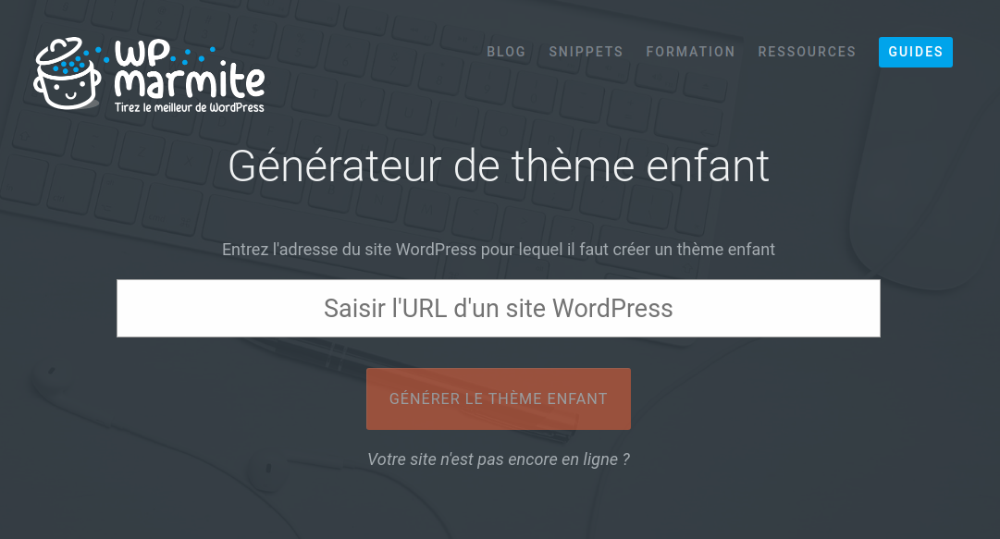 WP
marmite
Tirez le meilleur de WordPress
BLOG SNIPPETS FORMATION RESSOURCES GUIDES
Générateur de thème enfant
Entrez l'adresse du site WordPress pour lequel il faut créer un thème enfant
Saisir l'URL d'un site WordPress
GÉNÉRER LE THÈME ENFANT
Votre site n'est pas encore en ligne ?